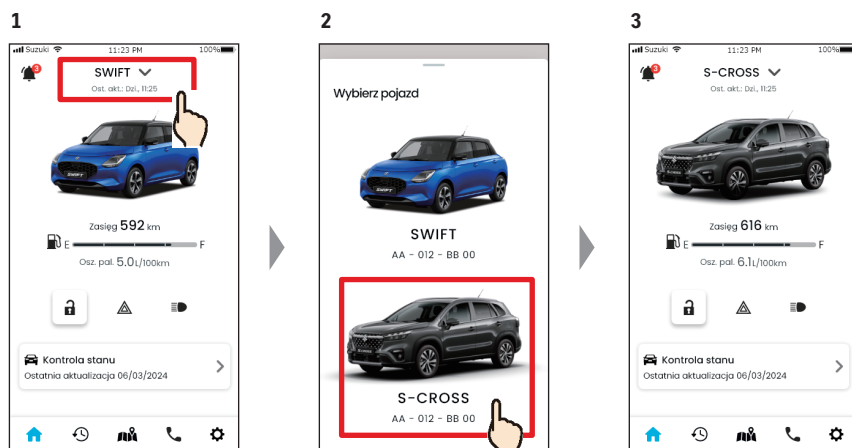 1
Suzuki 11:23 PM 100%
3
SWIFT
Ost. akt.: Dzi., 11:25
SWIFT
Zasięg 592 km
E F
Osz. pal. 5.0L/100km
Kontrola stanu
Ostatnia aktualizacja 06/03/2024
2
Wybierz pojazd
SWIFT
AA - 012 - BB 00
S-CROSS
AA - 012 - BB 00
3
Suzuki 11:23 PM 100%
3
S-CROSS
Ost. akt.: Dzi., 11:25
Zasięg 616 km
E F
Osz. pal. 6.1L/100km
Kontrola stanu
Ostatnia aktualizacja 06/03/2024